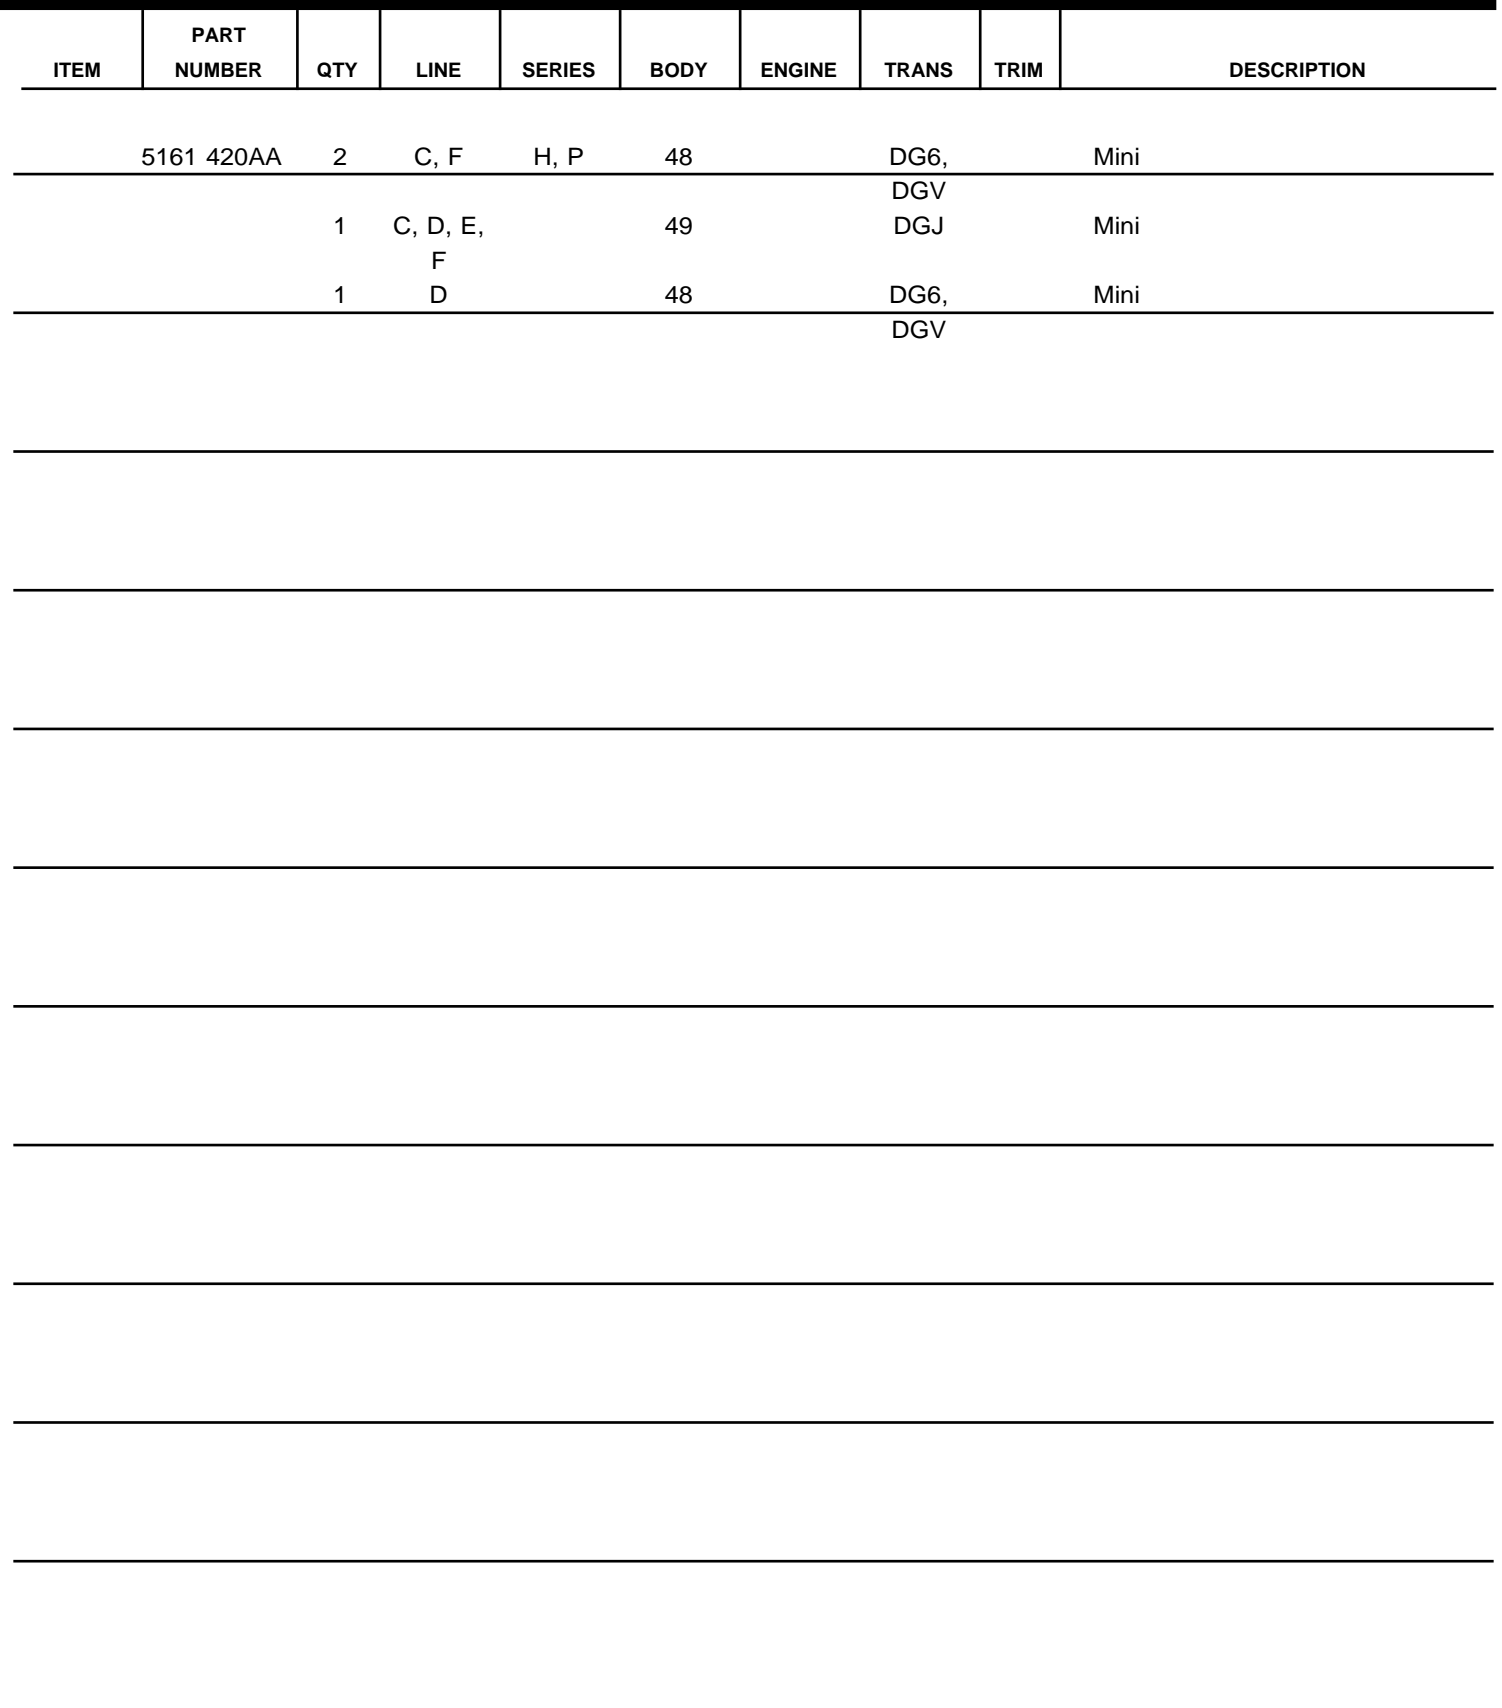 PART
ITEM NUMBER QTY LINE SERIES BODY ENGINE TRANS TRIM DESCRIPTION
5161 420AA 2 C, F H, P 48 DG6, Mini
DGV
1 C, D, E, 49 DGJ Mini
F
1 D 48 DG6, Mini
DGV